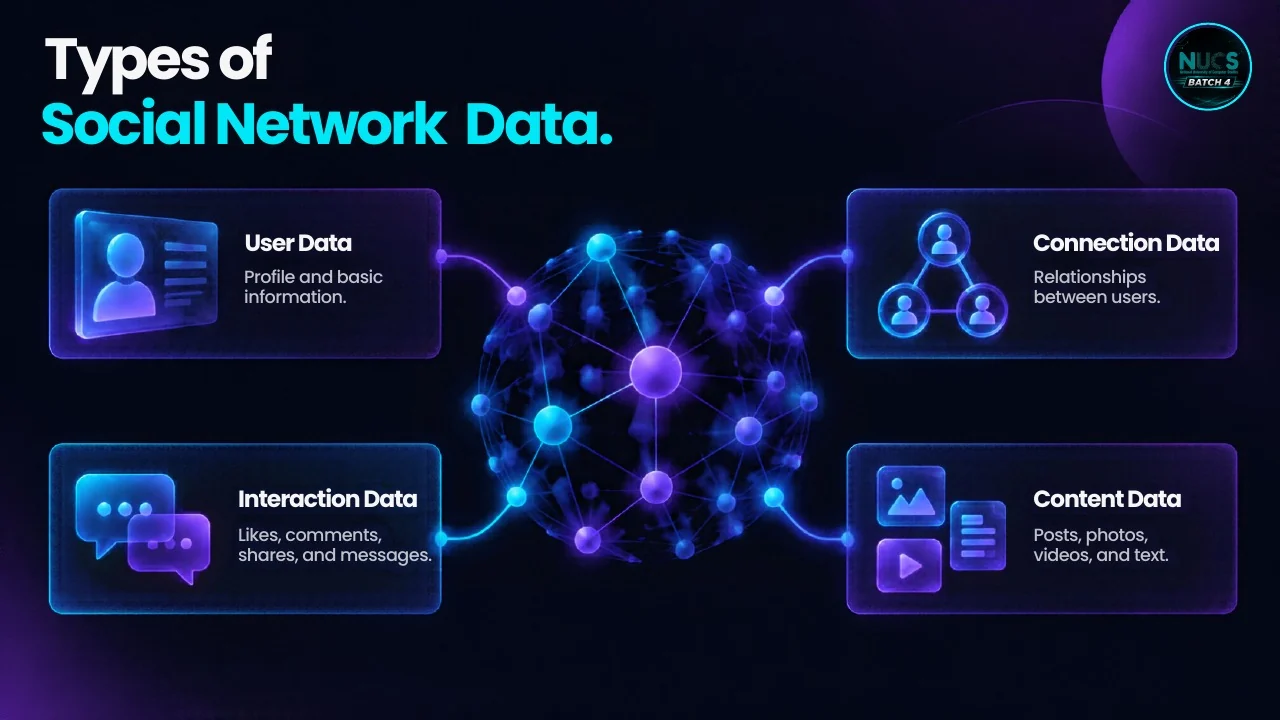 Types of
Social Network Data.
NUCS
BATCH 4
User Data
Profile and basic
information.
Connection Data
Relationships
between users.
Interaction Data
Likes, comments,
shares, and messages.
Content Data
Posts, photos,
videos, and text.